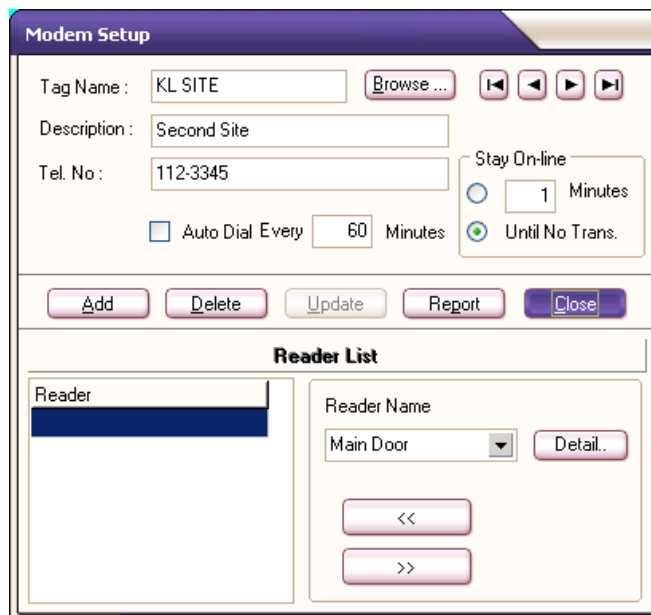 Modem Setup
Tag Name : KL SITE Browse ...
Description : Second Site
Tel. No : 112-3345
Stay On-line
1 Minutes
Auto Dial Every 60 Minutes
Until No Trans.
Add Delete Update Report Close
Reader List
Reader
Reader Name
Main Door Detail..
<<
>>